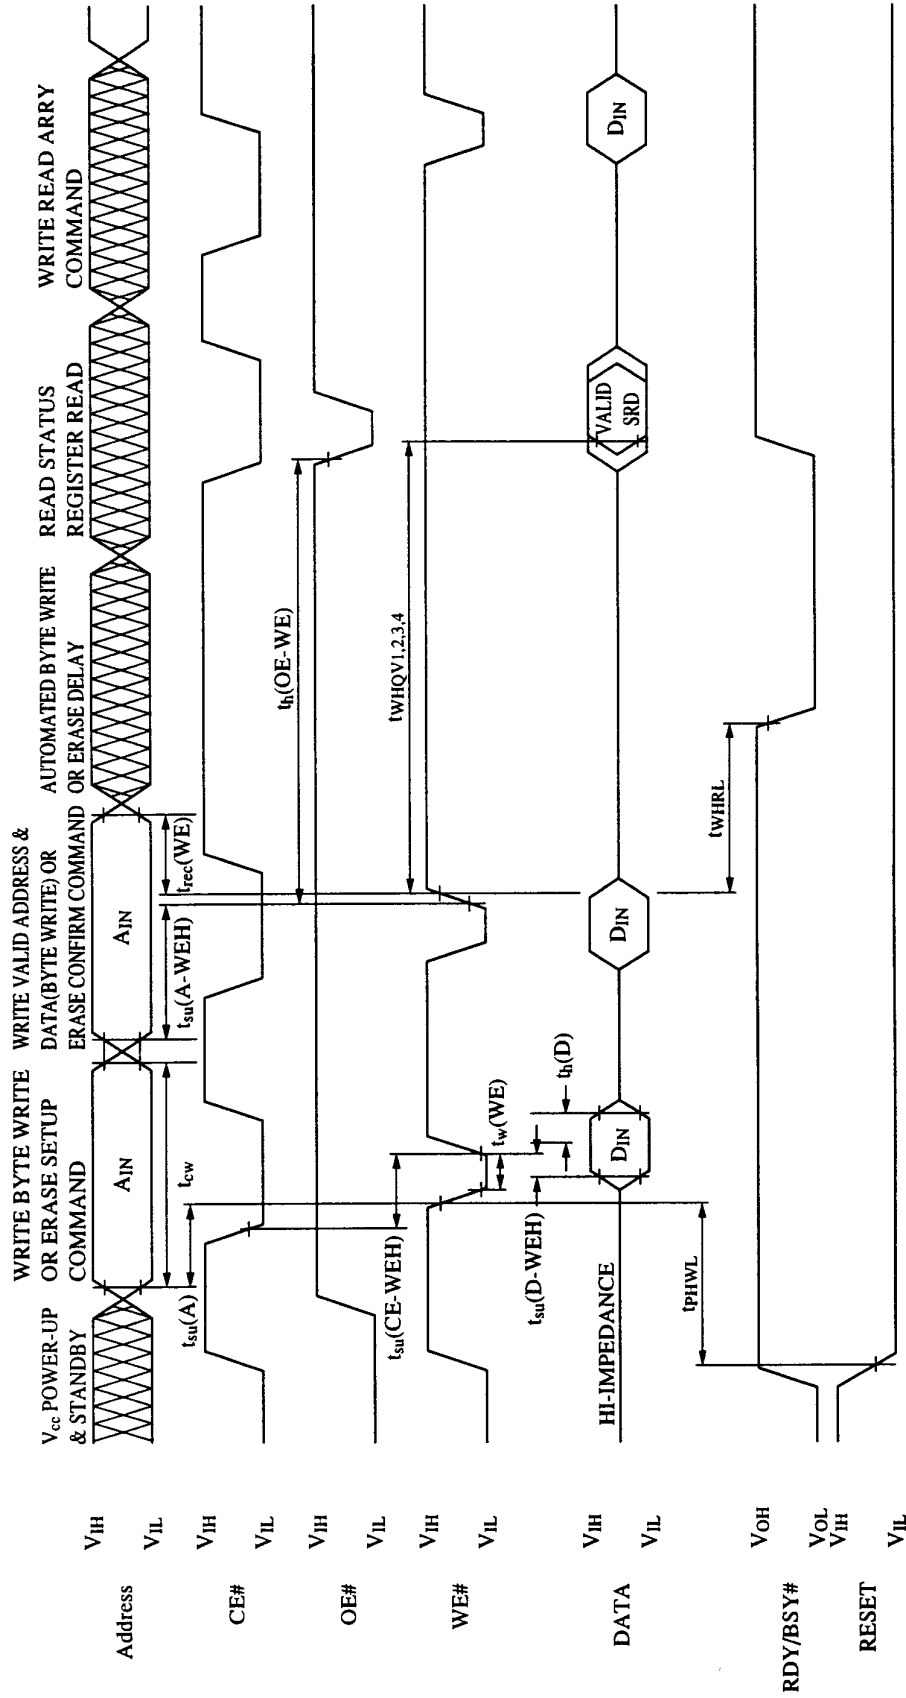 Vcc POWER-UP
& STANDBY
WRITE BYTE WRITE
OR ERASE SETUP
COMMAND
WRITE VALID ADDRESS &
DATA(BYTE WRITE) OR
ERASE CONFIRM COMMAND
AUTOMATED BYTE WRITE
OR ERASE DELAY
READ STATUS
REGISTER READ
WRITE READ ARRY
COMMAND
Address
VIH
VIL
AIN
AIN
tcw
tsu(A)
tsu(A-WEH)
trec(WE)
CE#
VIH
VIL
OE#
VIH
VIL
th(OE-WE)
tsu(CE-WEH)
WE#
VIH
VIL
tWHQV1,2,3,4
tw(WE)
tsu(D-WEH)
th(D)
DATA
VIH
VIL
HI-IMPEDANCE
DIN
DIN
VALID
SRD
DIN
tPHWL
tWHRL
RDY/BSY#
VOH
VOL
RESET
VIH
VIL